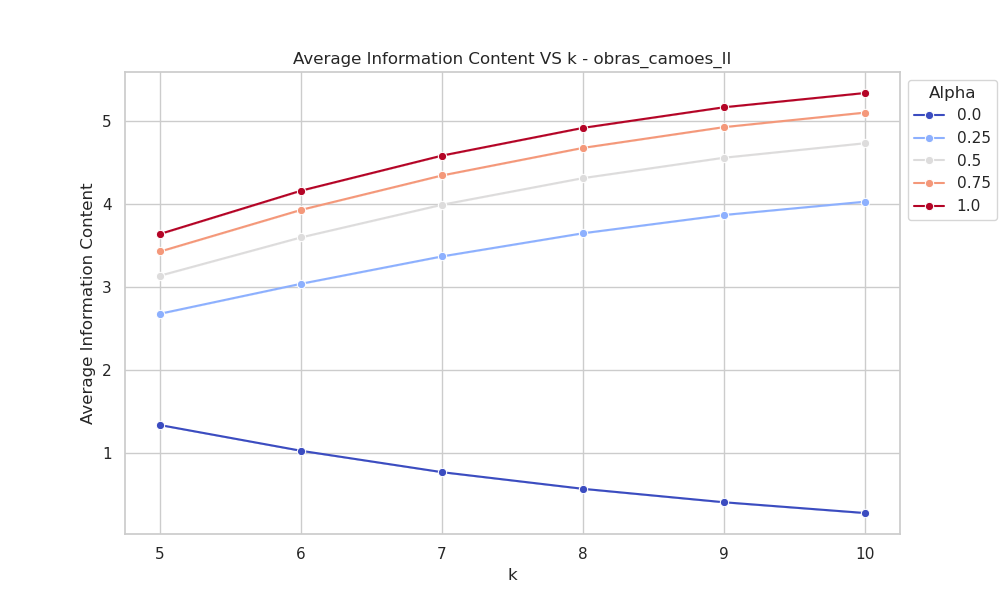 Average Information Content VS k - obras_camoes_II
Alpha
0.0
0.25
0.5
0.75
1.0
Average Information Content
5
4
3
2
1
5 6 7 8 9 10
k